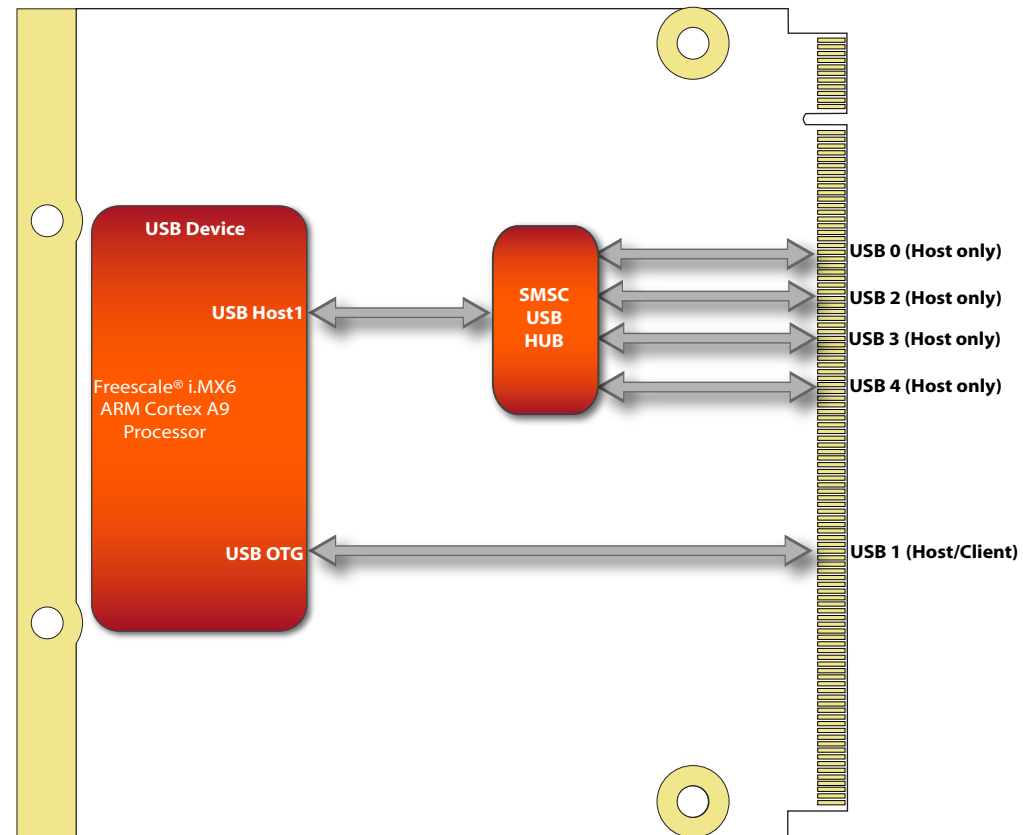 USB Device
USB Host1
Freescale® i.MX6
ARM Cortex A9
Processor
USB OTG
SMSC
USB
HUB
USB 0 (Host only)
USB 2 (Host only)
USB 3 (Host only)
USB 4 (Host only)
USB 1 (Host/Client)